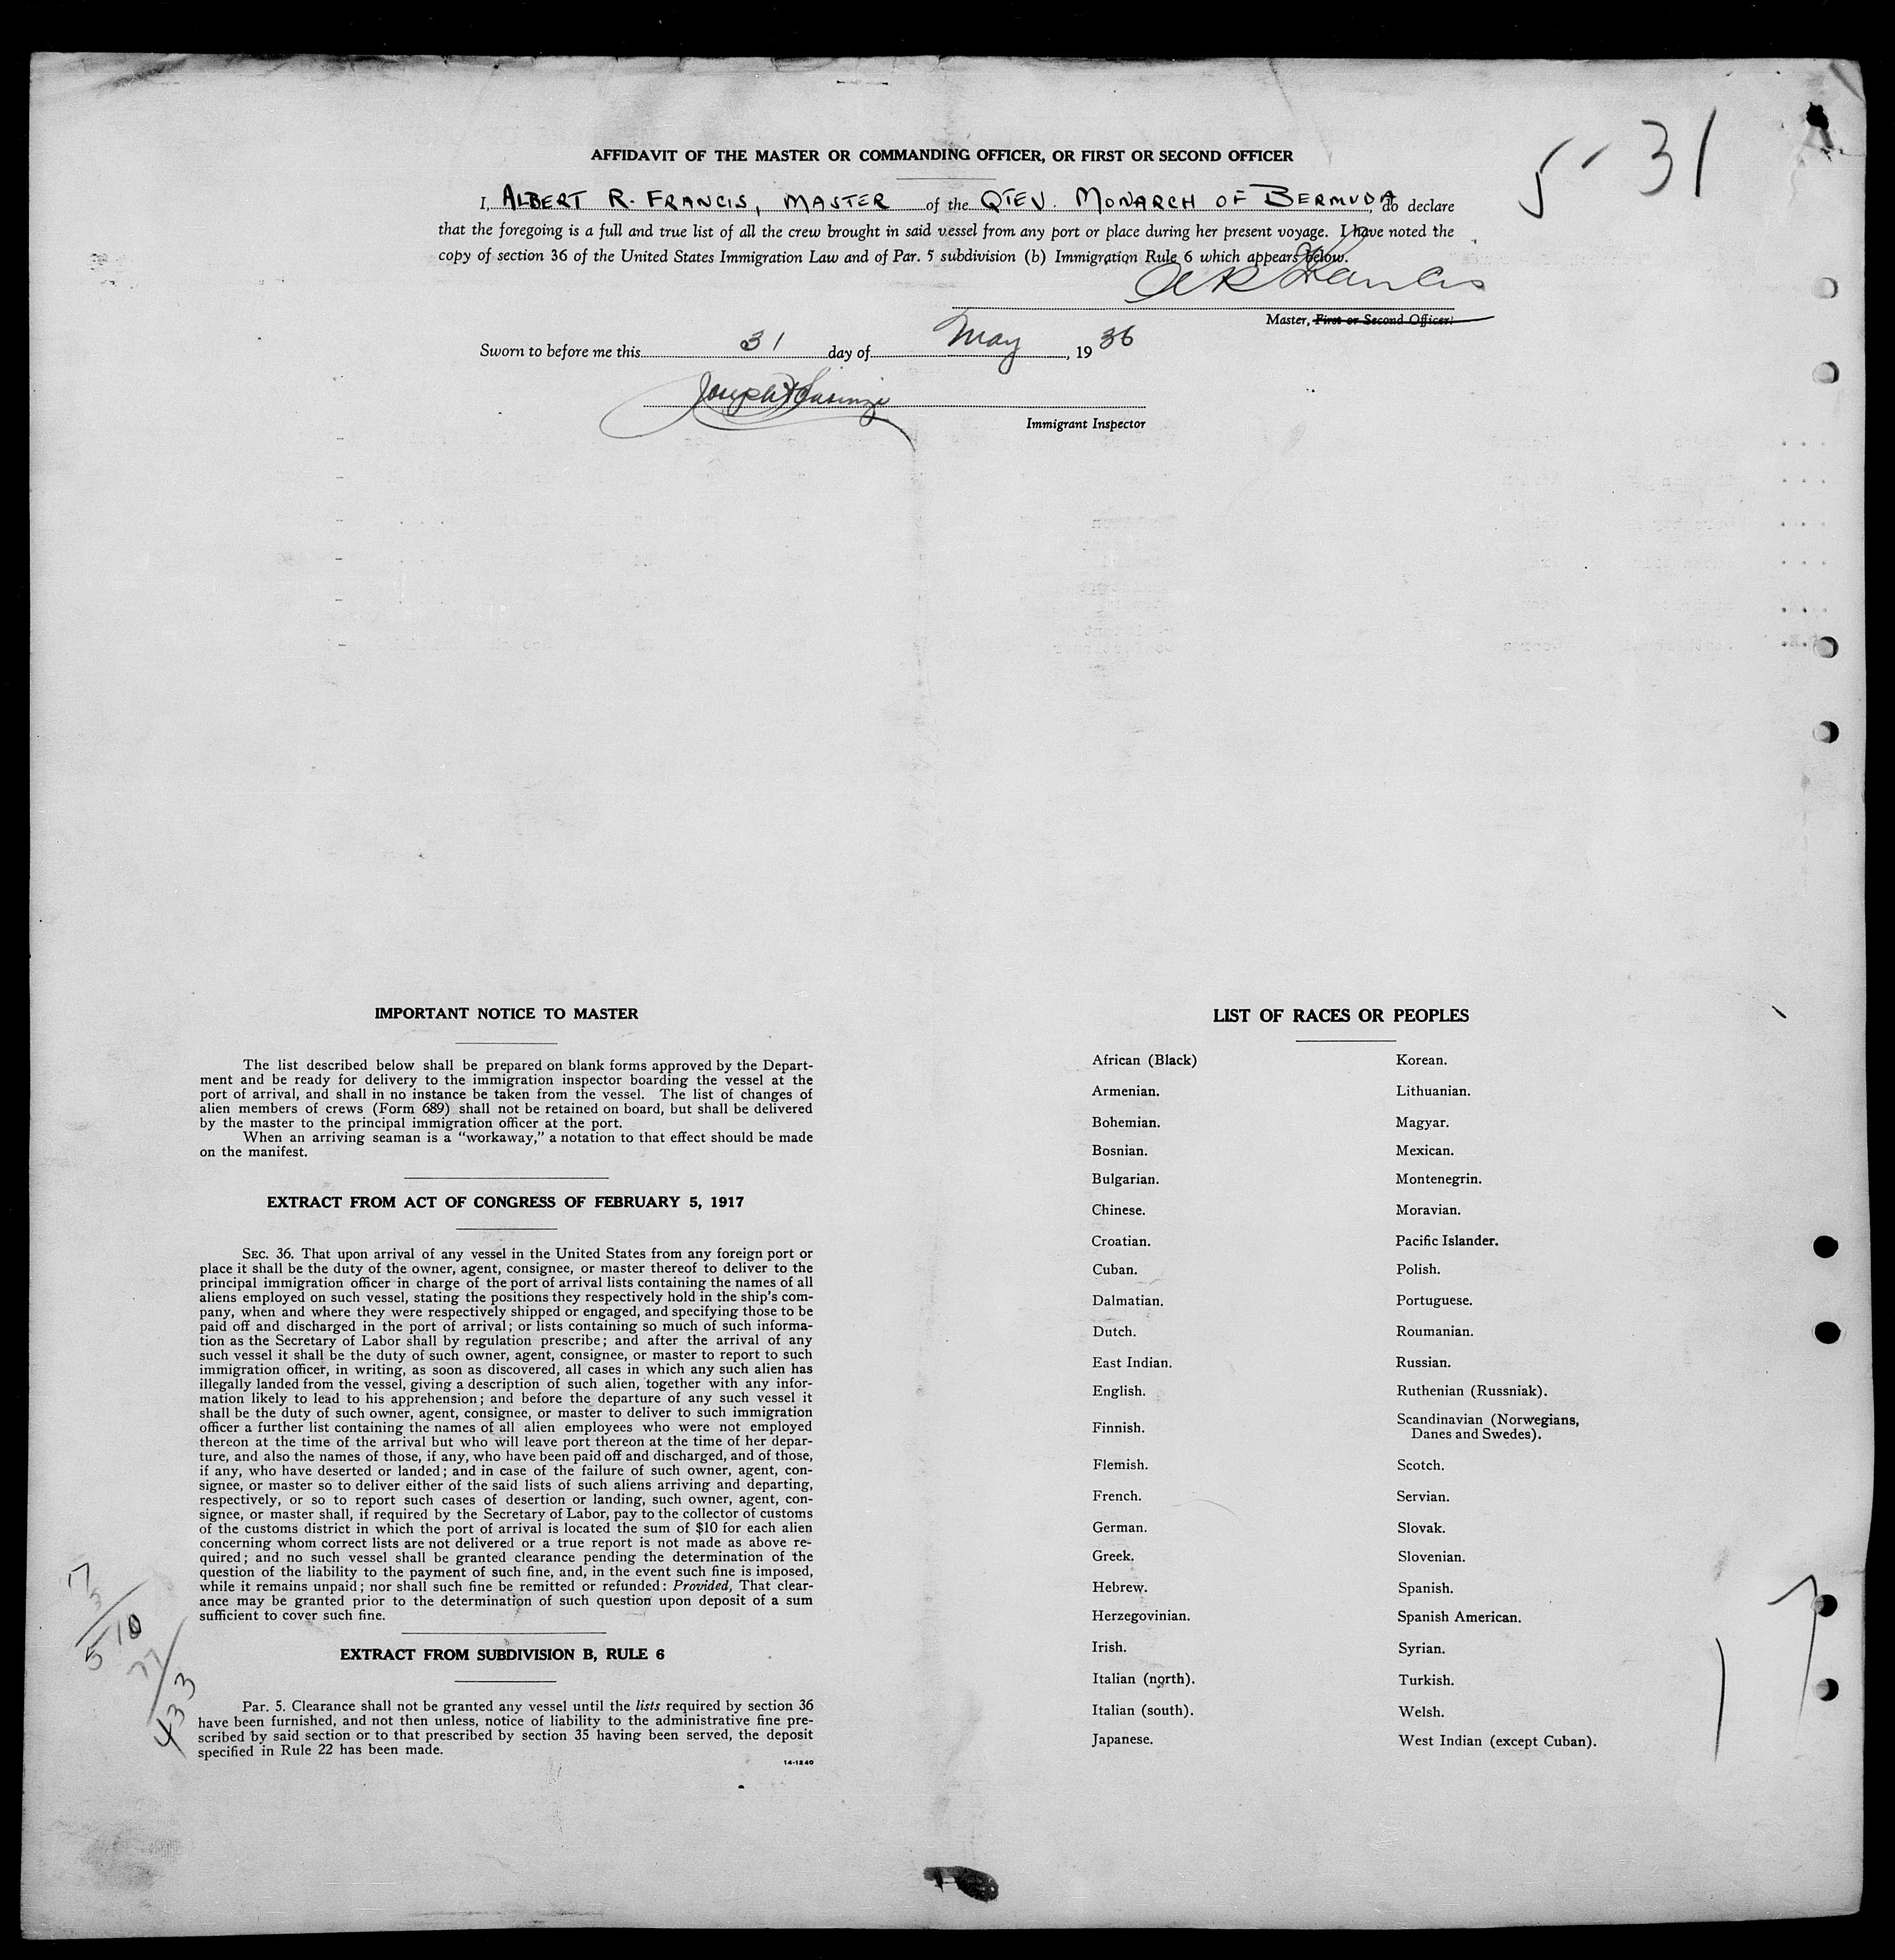 5-31
AFFIDAVIT OF THE MASTER OR COMMANDING OFFICER, OR FIRST OR SECOND OFFICER
I, ALBERT R. FRANCIS, MASTER of the QTEV. MONARCH OF BERMUDA, do declare
that the foregoing is a full and true list of all the crew brought in said vessel from any port or place during her present voyage. I have noted the
copy of section 36 of the United States Immigration Law and of Par. 5 subdivision (b) Immigration Rule 6 which appears below.
A R Francis
Master, First or Second Officer.
Sworn to before me this 31 day of May, 1936
Joseph
Immigrant Inspector
IMPORTANT NOTICE TO MASTER
The list described below shall be prepared on blank forms approved by the Depart-
ment and be ready for delivery to the immigration inspector boarding the vessel at the
port of arrival, and shall in no instance be taken from the vessel. The list of changes of
alien members of crews (Form 689) shall not be retained on board, but shall be delivered
by the master to the principal immigration officer at the port.
When an arriving seaman is a "workaway," a notation to that effect should be made
on the manifest.
EXTRACT FROM ACT OF CONGRESS OF FEBRUARY 5, 1917
SEC. 36. That upon arrival of any vessel in the United States from any foreign port or
place it shall be the duty of the owner, agent, consignee, or master thereof to deliver to the
principal immigration officer in charge of the port of arrival lists containing the names of all
aliens employed on such vessel, stating the positions they respectively hold in the ship's com-
pany, when and where they were respectively shipped or engaged, and specifying those to be
paid off and discharged in the port of arrival; or lists containing so much of such informa-
tion as the Secretary of Labor shall by regulation prescribe; and after the arrival of any
such vessel it shall be the duty of such owner, agent, consignee, or master to report to such
immigration officer, in writing, as soon as discovered, all cases in which any such alien has
illegally landed from the vessel, giving a description of such alien, together with any infor-
mation likely to lead to his apprehension; and before the departure of any such vessel it
shall be the duty of such owner, agent, consignee, or master to deliver to such immigration
officer a further list containing the names of all alien employees who were not employed
thereon at the time of the arrival but who will leave port thereon at the time of her depar-
ture, and also the names of those, if any, who have been paid off and discharged, and of those,
if any, who have deserted or landed; and in case of the failure of such owner, agent, con-
signee, or master so to deliver either of the said lists of such aliens arriving and departing,
respectively, or so to report such cases of desertion or landing, such owner, agent, con-
signee, or master shall, if required by the Secretary of Labor, pay to the collector of customs
of the customs district in which the port of arrival is located the sum of $10 for each alien
concerning whom correct lists are not delivered or a true report is not made as above re-
quired; and no such vessel shall be granted clearance pending the determination of the
question of the liability to the payment of such fine, and, in the event such fine is imposed,
while it remains unpaid; nor shall such fine be remitted or refunded: Provided, That clear-
ance may be granted prior to the determination of such question upon deposit of a sum
sufficient to cover such fine.
EXTRACT FROM SUBDIVISION B, RULE 6
Par. 5. Clearance shall not be granted any vessel until the lists required by section 36
have been furnished, and not then unless, notice of liability to the administrative fine pre-
scribed by said section or to that prescribed by section 35 having been served, the deposit
specified in Rule 22 has been made.
14-1240
510
77
433
LIST OF RACES OR PEOPLES
African (Black)
Armenian.
Bohemian.
Bosnian.
Bulgarian.
Chinese.
Croatian.
Cuban.
Dalmatian.
Dutch.
East Indian.
English.
Finnish.
Flemish.
French.
German.
Greek.
Hebrew.
Herzegovinian.
Irish.
Italian (north).
Italian (south).
Japanese.
Korean.
Lithuanian.
Magyar.
Mexican.
Montenegrin.
Moravian.
Pacific Islander.
Polish.
Portuguese.
Roumanian.
Russian.
Ruthenian (Russniak).
Scandinavian (Norwegians,
Danes and Swedes).
Scotch.
Servian.
Slovak.
Slovenian.
Spanish.
Spanish American.
Syrian.
Turkish.
Welsh.
West Indian (except Cuban).